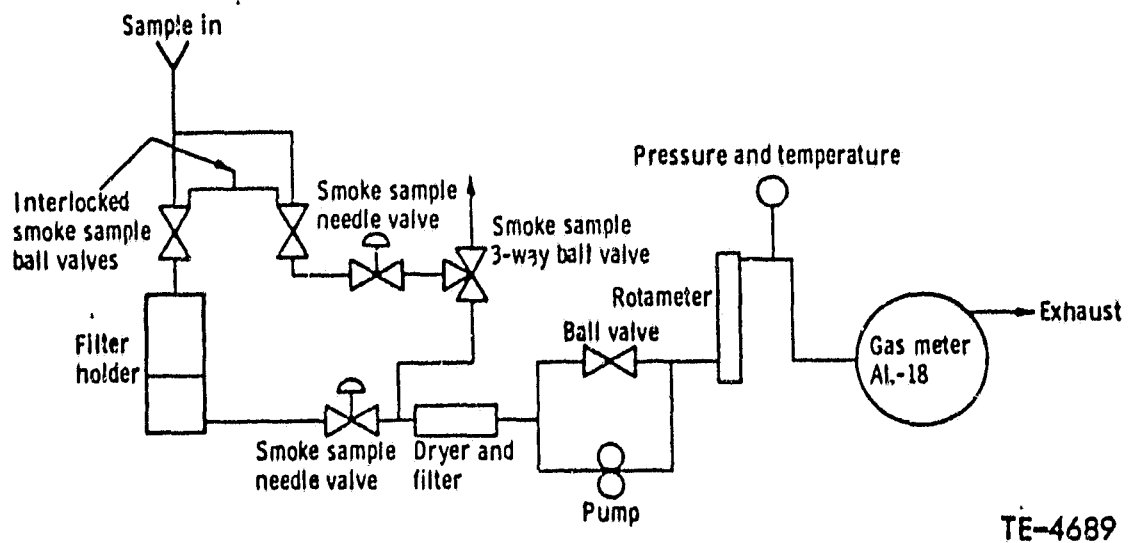 Sample in
Pressure and temperature
Interlocked
smoke sample
ball valves
Smoke sample
needle valve
Smoke sample
3-way ball valve
Rotameter
Exhaust
Ball valve
Gas meter
AL-18
Filter
holder
Smoke sample
needle valve
Dryer and
filter
Pump
TE-4689